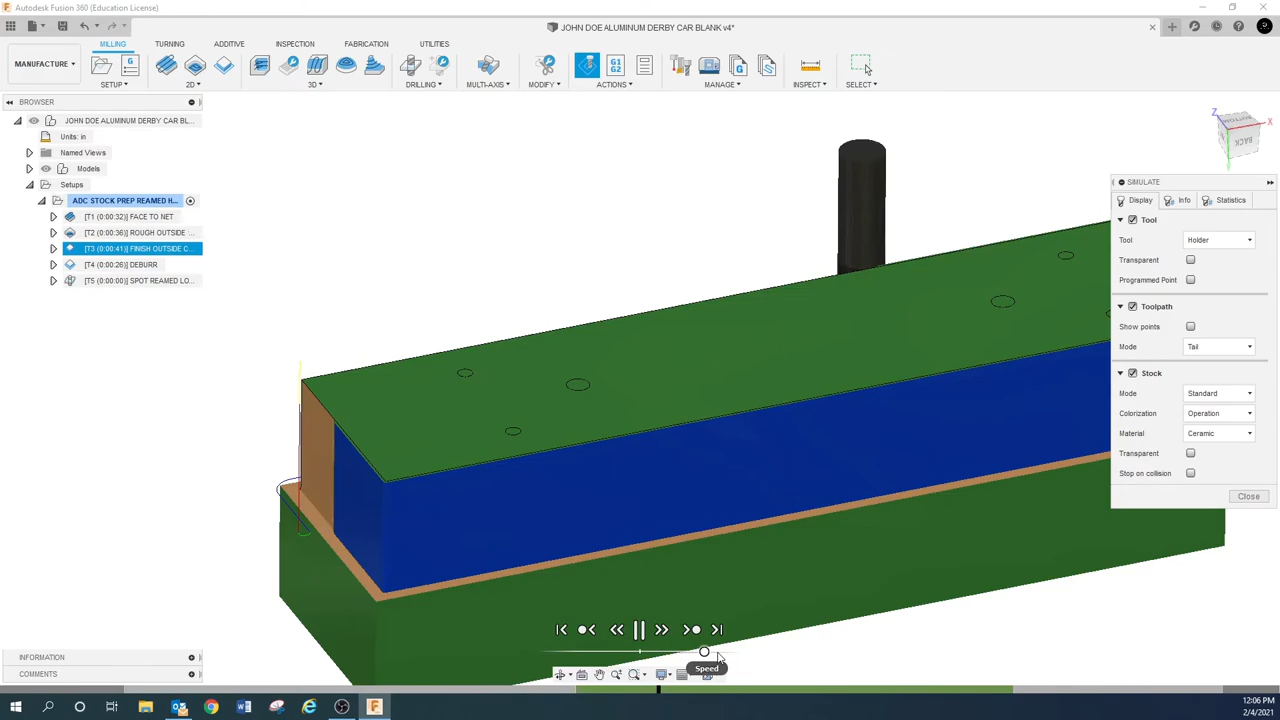 Autodesk Fusion 360 (Education License)
JOHN DOE ALUMINUM DERBY CAR BLANK v4*
MILLING TURNING ADDITIVE INSPECTION FABRICATION UTILITIES
MANUFACTURE
G1
G2
SETUP 2D 3D DRILLING MULTI-AXIS MODIFY ACTIONS MANAGE INSPECT SELECT
BROWSER
JOHN DOE ALUMINUM DERBY CAR BL...
Units: in
Named Views
Models
Setups
ADC STOCK PREP REAMED H...
[T1 (0:00:32)] FACE TO NET
[T2 (0:00:36)] ROUGH OUTSIDE ...
[T3 (0:00:41)] FINISH OUTSIDE C...
[T4 (0:00:26)] DEBURR
[T5 (0:00:00)] SPOT REAMED LO...
Z
X
BOTTOM
BACK
SIMULATE
Display Info Statistics
Tool
Tool Holder
Transparent
Programmed Point
Toolpath
Show points
Mode Tail
Stock
Mode Standard
Colorization Operation
Material Ceramic
Transparent
Stop on collision
Close
Speed
INFORMATION
COMMENTS
12:06 PM
2/4/2021